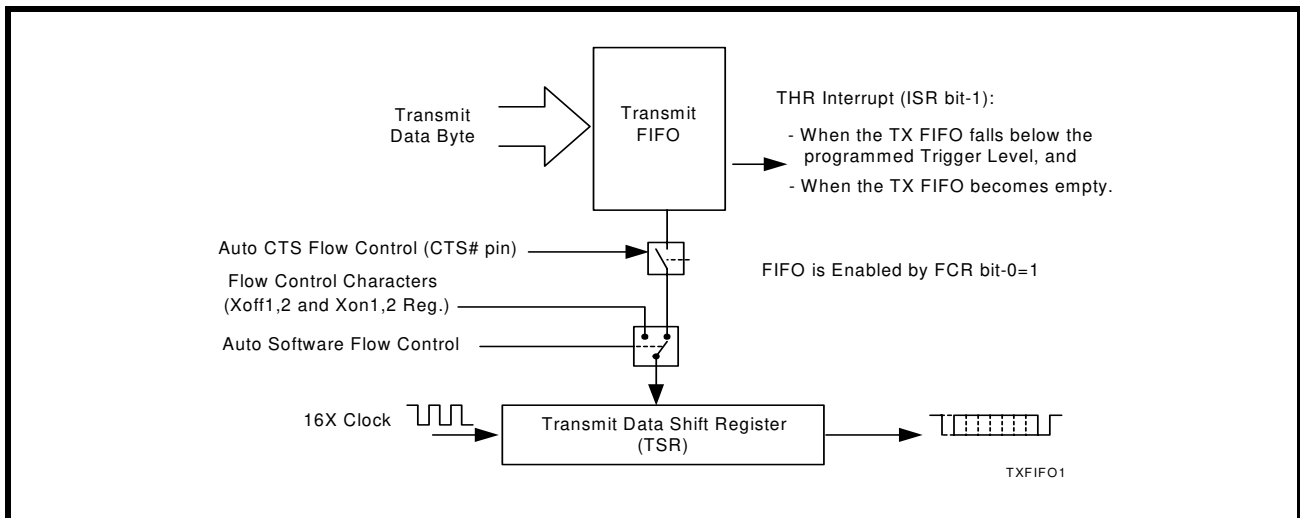 Transmit
Data Byte
Transmit
FIFO
THR Interrupt (ISR bit-1):
- When the TX FIFO falls below the
programmed Trigger Level, and
- When the TX FIFO becomes empty.
Auto CTS Flow Control (CTS# pin)
FIFO is Enabled by FCR bit-0=1
Flow Control Characters
(Xoff1,2 and Xon1,2 Reg.)
Auto Software Flow Control
16X Clock
Transmit Data Shift Register
(TSR)
TXFIFO1